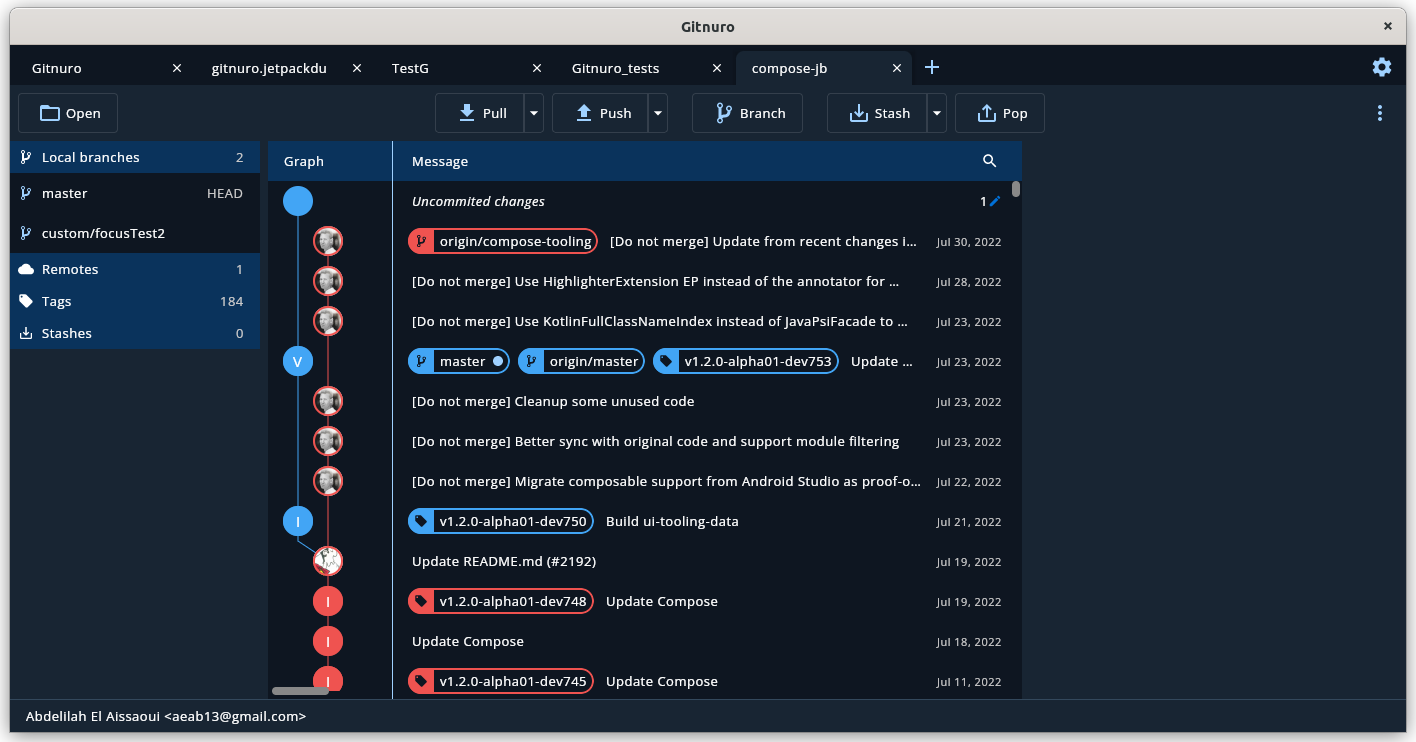 Gitnuro
Gitnuro gitnuro.jetpackdu TestG Gitnuro_tests compose-jb
Open Pull Push Branch Stash Pop
Local branches 2
master HEAD
custom/focusTest2
Remotes 1
Tags 184
Stashes 0
Graph Message
Uncommited changes 1
origin/compose-tooling [Do not merge] Update from recent changes i... Jul 30, 2022
[Do not merge] Use HighlighterExtension EP instead of the annotator for ... Jul 28, 2022
[Do not merge] Use KotlinFullClassNameIndex instead of JavaPsiFacade to ... Jul 23, 2022
V master origin/master v1.2.0-alpha01-dev753 Update ... Jul 23, 2022
[Do not merge] Cleanup some unused code Jul 23, 2022
[Do not merge] Better sync with original code and support module filtering Jul 23, 2022
[Do not merge] Migrate composable support from Android Studio as proof-o... Jul 22, 2022
I v1.2.0-alpha01-dev750 Build ui-tooling-data Jul 21, 2022
Update README.md (#2192) Jul 19, 2022
I v1.2.0-alpha01-dev748 Update Compose Jul 19, 2022
I Update Compose Jul 18, 2022
I v1.2.0-alpha01-dev745 Update Compose Jul 11, 2022
Abdelilah El Aissaoui <aeab13@gmail.com>